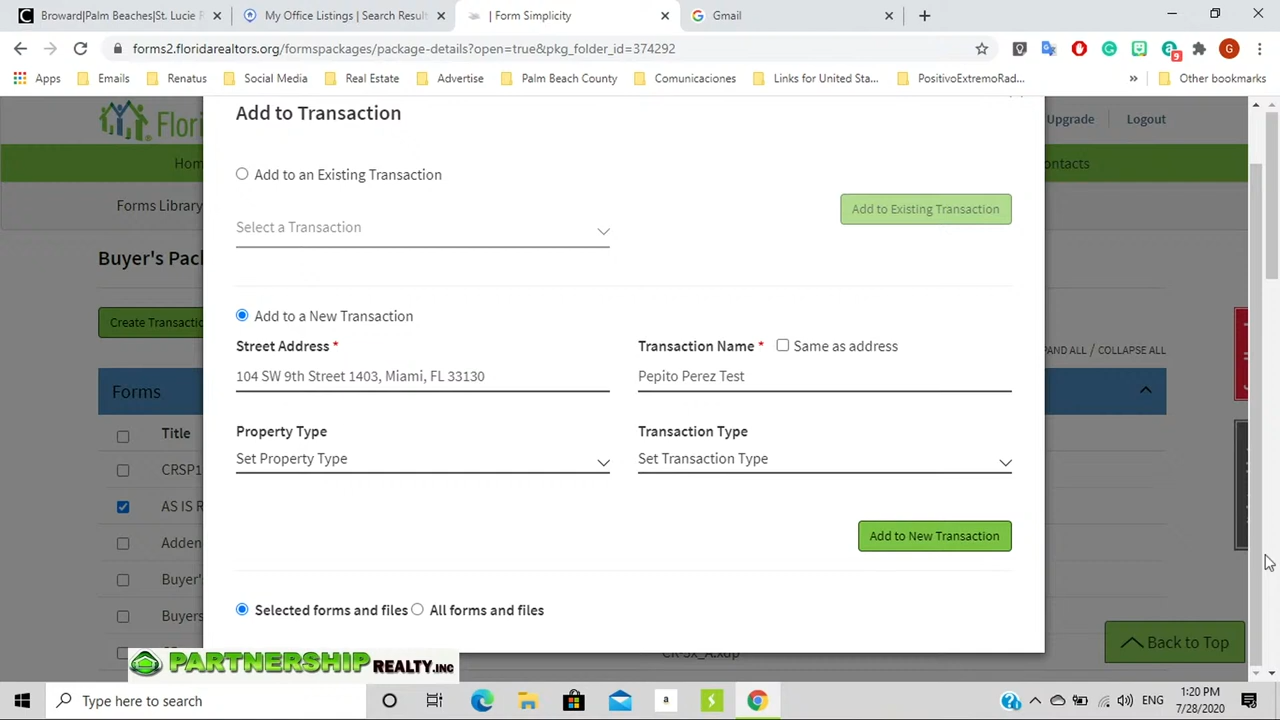 Broward|Palm Beaches|St. Lucie F
My Office Listings | Search Result
| Form Simplicity
Gmail
forms2.floridarealtors.org/formspackages/package-details?open=true&pkg_folder_id=374292
Apps
Emails
Renatus
Social Media
Real Estate
Advertise
Palm Beach County
Comunicaciones
Links for United Sta...
PositivoExtremoRad...
Other bookmarks
Flori
Upgrade
Logout
Hom
ontacts
Forms Library
Buyer's Pac
Create Transactio
PAND ALL / COLLAPSE ALL
Forms
Title
CRSP1
AS IS R
Adden
Buyer'
Buyers
Add to Transaction
Add to an Existing Transaction
Select a Transaction
Add to Existing Transaction
Add to a New Transaction
Street Address *
Transaction Name *
Same as address
104 SW 9th Street 1403, Miami, FL 33130
Pepito Perez Test
Property Type
Transaction Type
Set Property Type
Set Transaction Type
Add to New Transaction
Selected forms and files
All forms and files
Back to Top
PARTNERSHIP REALTY.INC
Type here to search
a
ENG
1:20 PM
7/28/2020